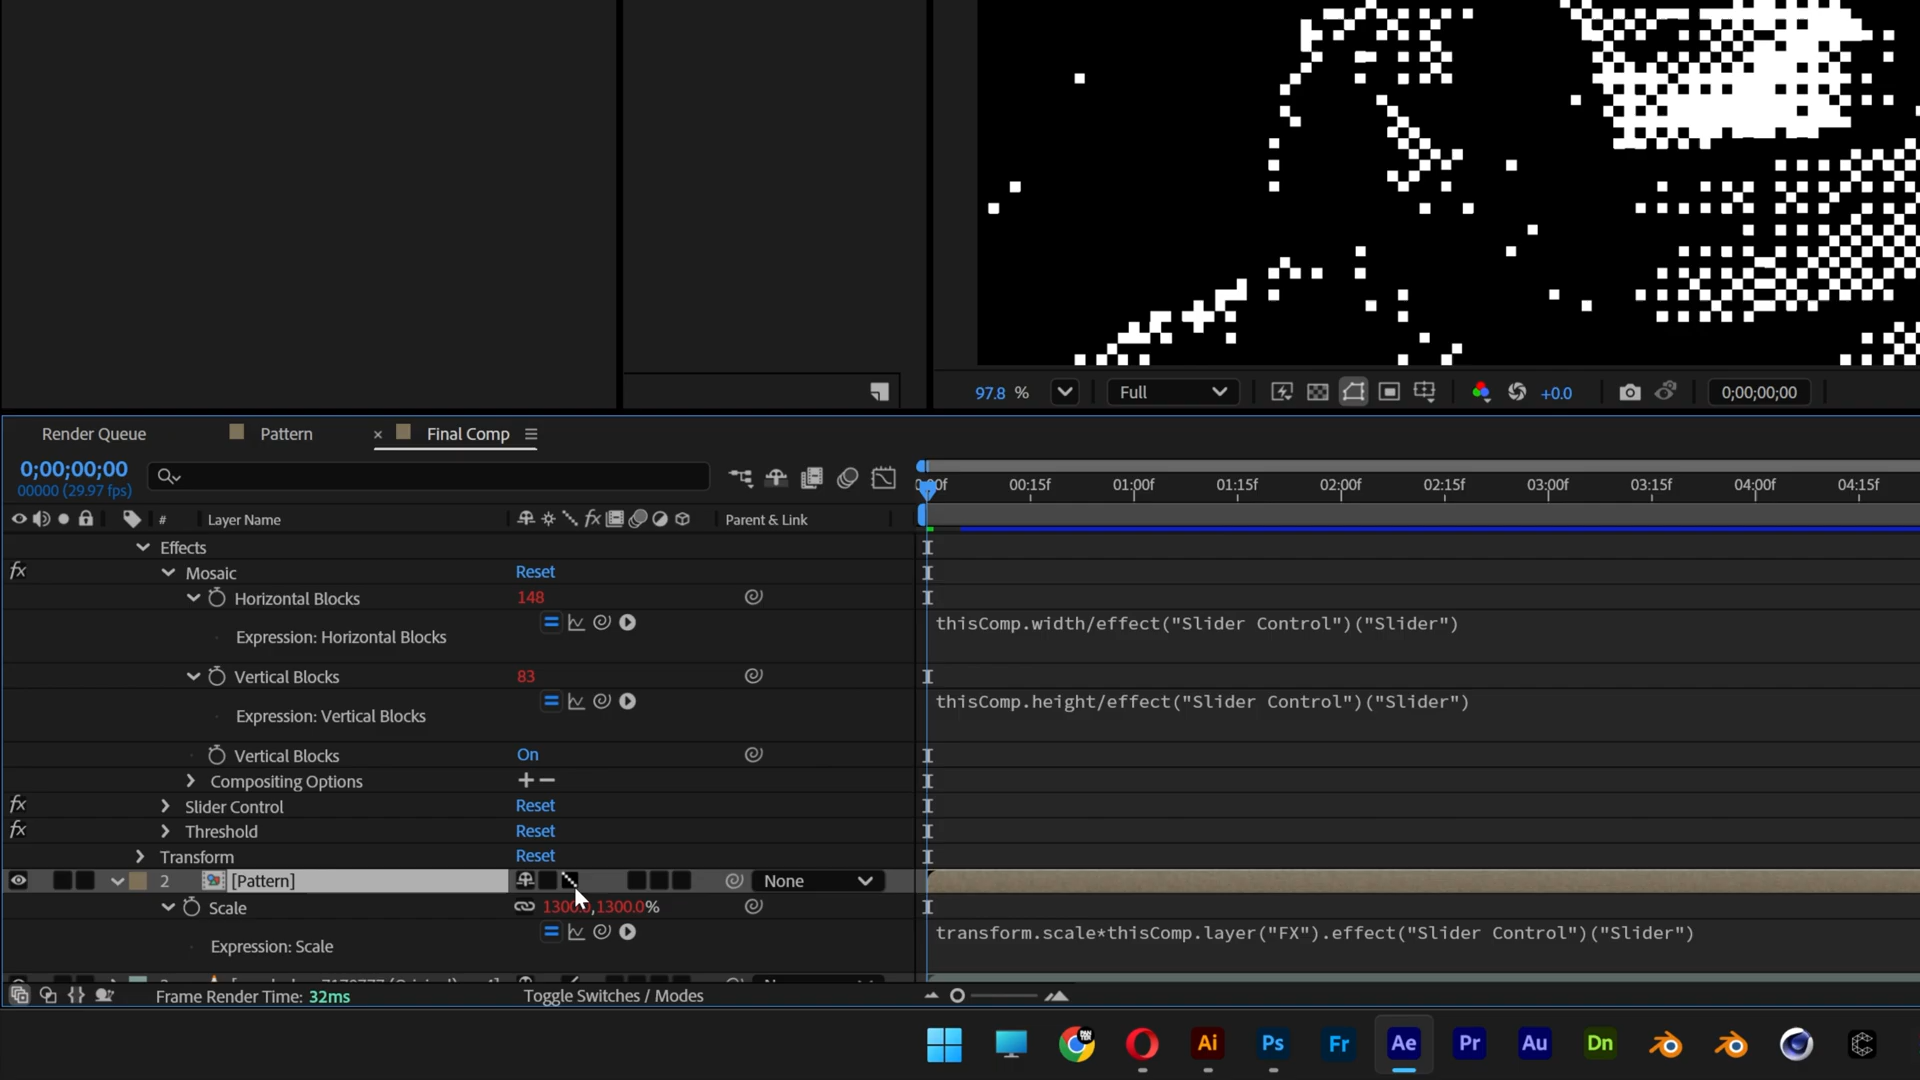 97.8 %
Full
+0.0
0;00;00;00
Render Queue
Pattern
× Final Comp
0;00;00;00
00000 (29.97 fps)
00f 00:15f 01:00f 01:15f 02:00f 02:15f 03:00f 03:15f 04:00f 04:15f
# Layer Name
fx
Parent & Link
Effects
fx Mosaic Reset
Horizontal Blocks 148
Expression: Horizontal Blocks
thisComp.width/effect("Slider Control")("Slider")
Vertical Blocks 83
Expression: Vertical Blocks
thisComp.height/effect("Slider Control")("Slider")
Vertical Blocks On
Compositing Options + −
fx Slider Control Reset
fx Threshold Reset
Transform Reset
2 [Pattern] None
Scale 1300.0,1300.0%
Expression: Scale
transform.scale*thisComp.layer("FX").effect("Slider Control")("Slider")
Frame Render Time: 32ms
Toggle Switches / Modes
Ai Ps Fr Ae Pr Au Dn